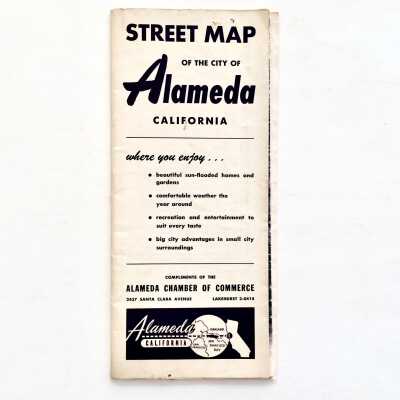 STREET MAP
OF THE CITY OF
Alameda
CALIFORNIA
where you enjoy . . .
• beautiful sun-flooded homes and
gardens
• comfortable weather the
year around
• recreation and entertainment to
suit every taste
• big city advantages in small city
surroundings
COMPLIMENTS OF THE
ALAMEDA CHAMBER OF COMMERCE
2437 SANTA CLARA AVENUE LAKEHURST 2-0414
Alameda
CALIFORNIA
OAKLAND